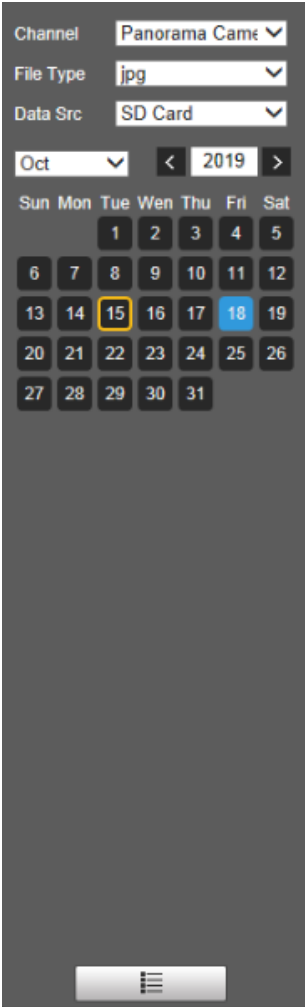 Channel Panorama Came
File Type jpg
Data Src SD Card
Oct < 2019 >
Sun Mon Tue Wen Thu Fri Sat
1 2 3 4 5
6 7 8 9 10 11 12
13 14 15 16 17 18 19
20 21 22 23 24 25 26
27 28 29 30 31